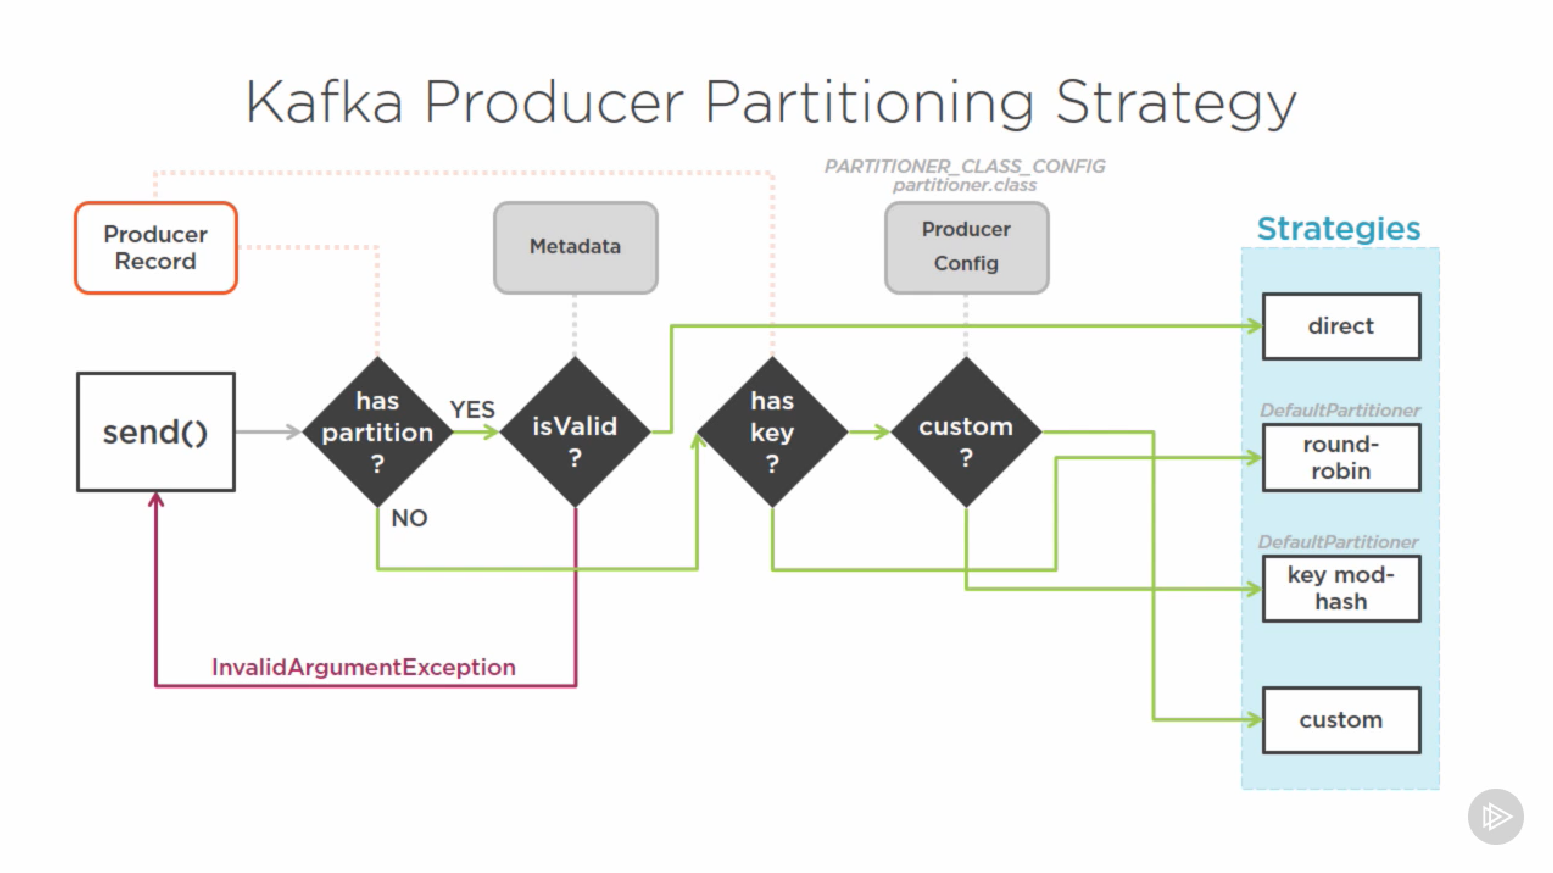 Kafka Producer Partitioning Strategy
PARTITIONER_CLASS_CONFIG
partitioner.class
Producer
Record
Metadata
Producer
Config
Strategies
send()
has
partition
?
YES
NO
isValid
?
has
key
?
custom
?
direct
DefaultPartitioner
round-
robin
DefaultPartitioner
key mod-
hash
custom
InvalidArgumentException